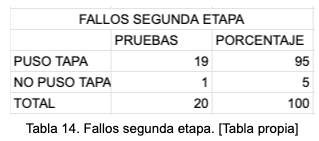 FALLOS SEGUNDA ETAPA
PRUEBAS PORCENTAJE
PUSO TAPA 19 95
NO PUSO TAPA 1 5
TOTAL 20 100
Tabla 14. Fallos segunda etapa. [Tabla propia]